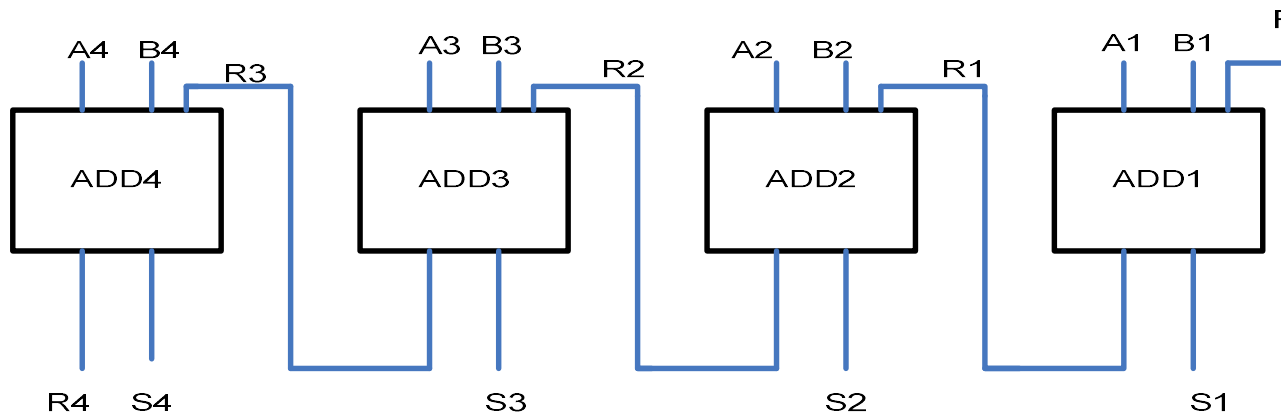 A4 B4 R3 A3 B3 R2 A2 B2 R1 A1 B1
ADD4 ADD3 ADD2 ADD1
R4 S4 S3 S2 S1